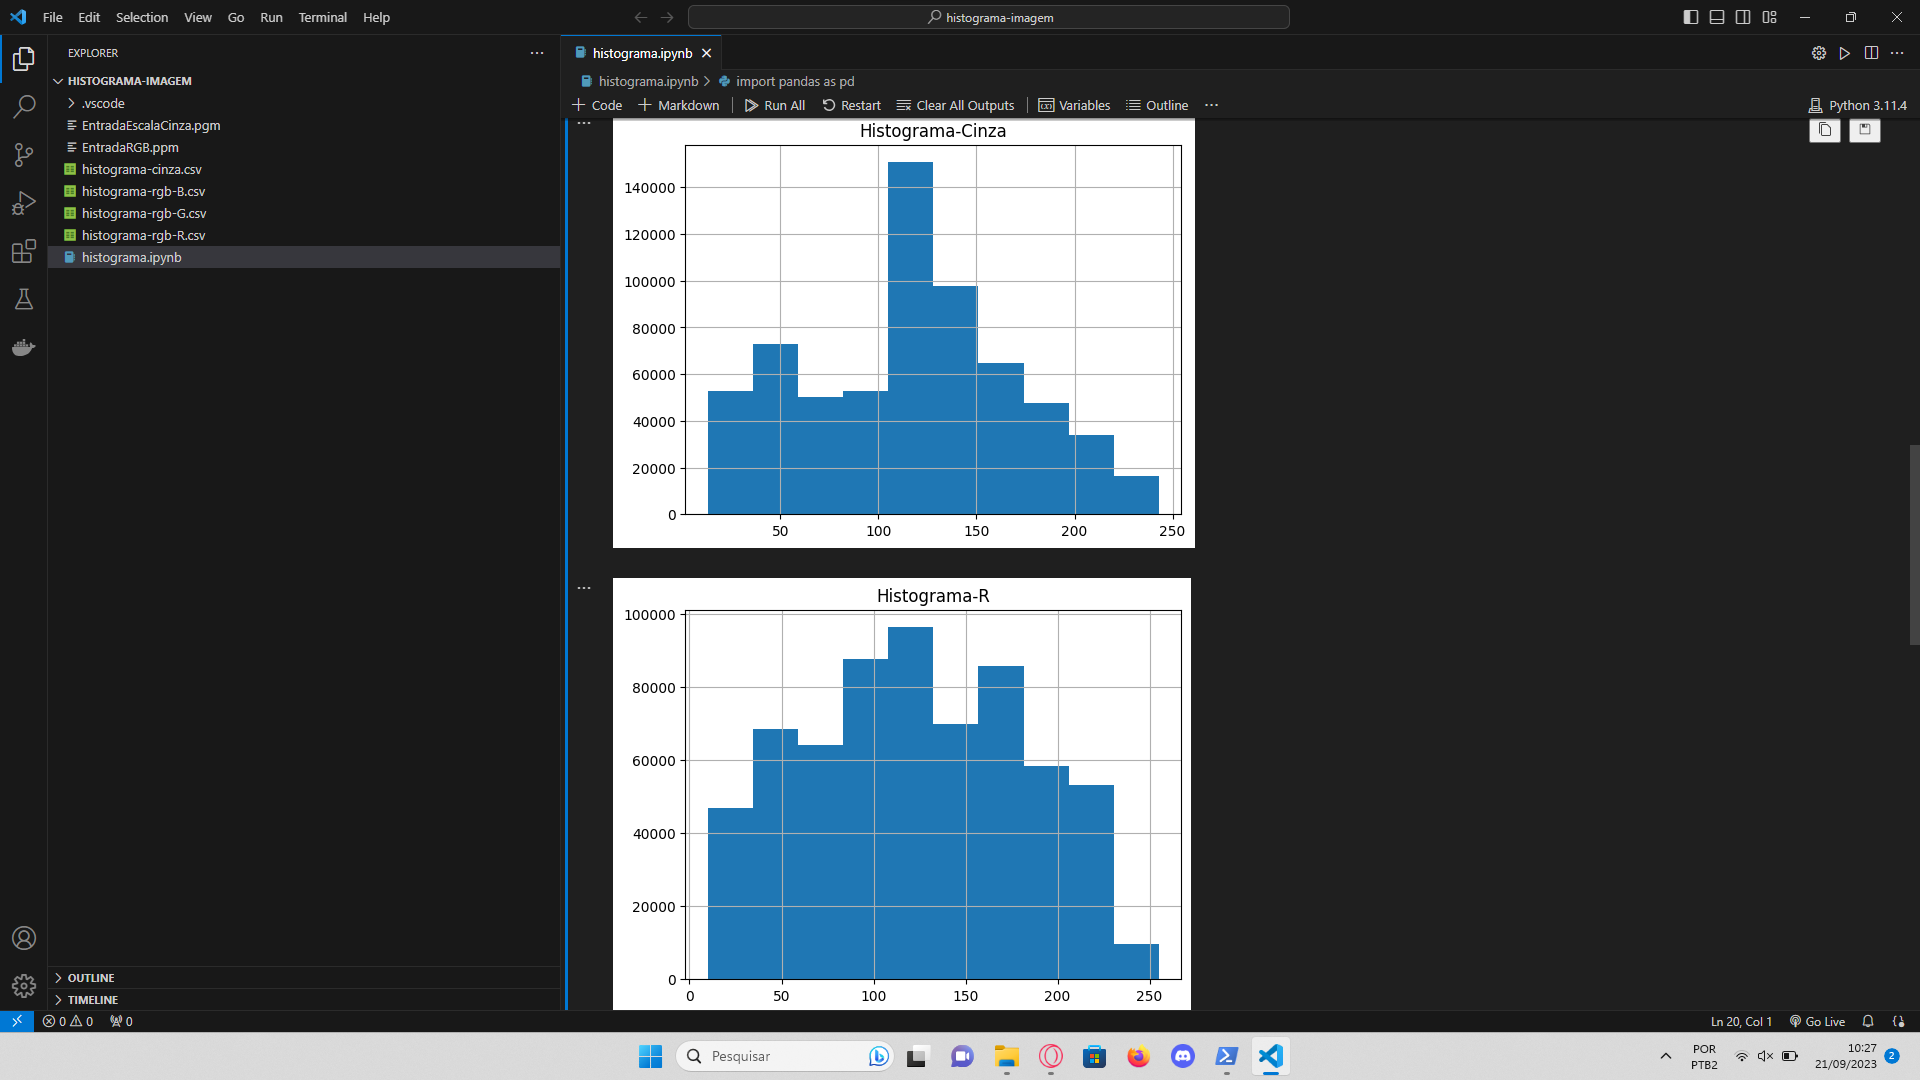 File Edit Selection View Go Run Terminal Help
histograma-imagem
EXPLORER
HISTOGRAMA-IMAGEM
.vscode
EntradaEscalaCinza.pgm
EntradaRGB.ppm
histograma-cinza.csv
histograma-rgb-B.csv
histograma-rgb-G.csv
histograma-rgb-R.csv
histograma.ipynb
OUTLINE
TIMELINE
histograma.ipynb
histograma.ipynb > import pandas as pd
Code Markdown Run All Restart Clear All Outputs Variables Outline
Python 3.11.4
Histograma-Cinza
140000
120000
100000
80000
60000
40000
20000
0
50 100 150 200 250
Histograma-R
100000
80000
60000
40000
20000
0
0 50 100 150 200 250
0 0 0
Ln 20, Col 1 Go Live
Pesquisar
POR
PTB2
10:27
21/09/2023
2